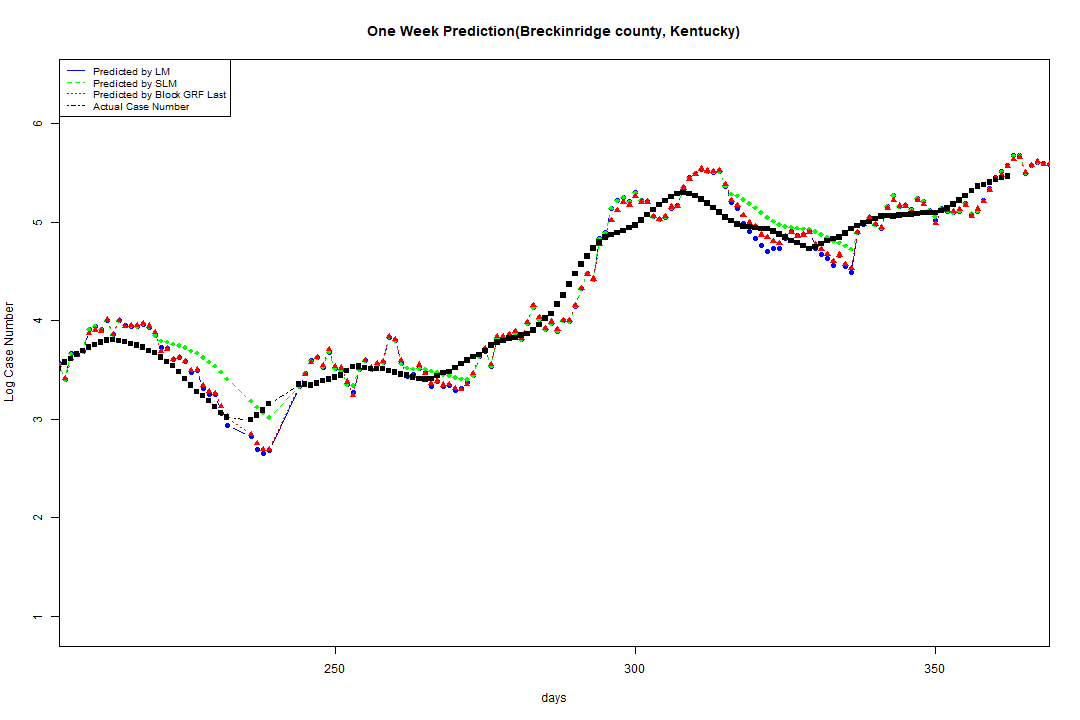 One Week Prediction(Breckinridge county, Kentucky)
Predicted by LM
Predicted by SLM
Predicted by Block GRF Last
Actual Case Number
6
5
4
3
2
1
Log Case Number
250 300 350
days